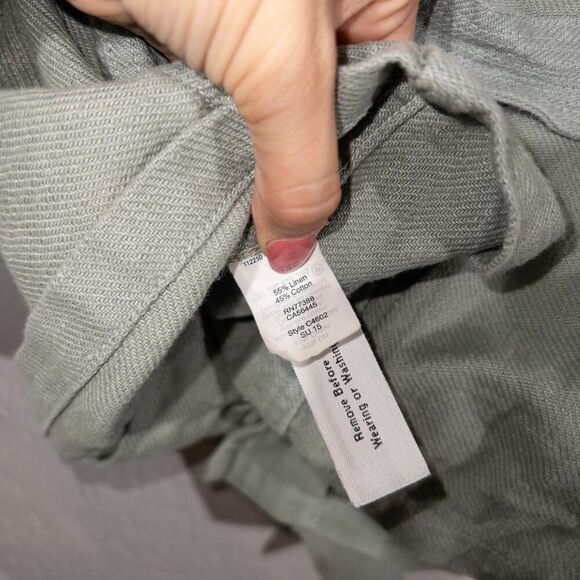 112210
55% Linen
45% Cotton
RN77388
CA56445
Style C4602
SU 15
Remove Before
Wearing or Washing